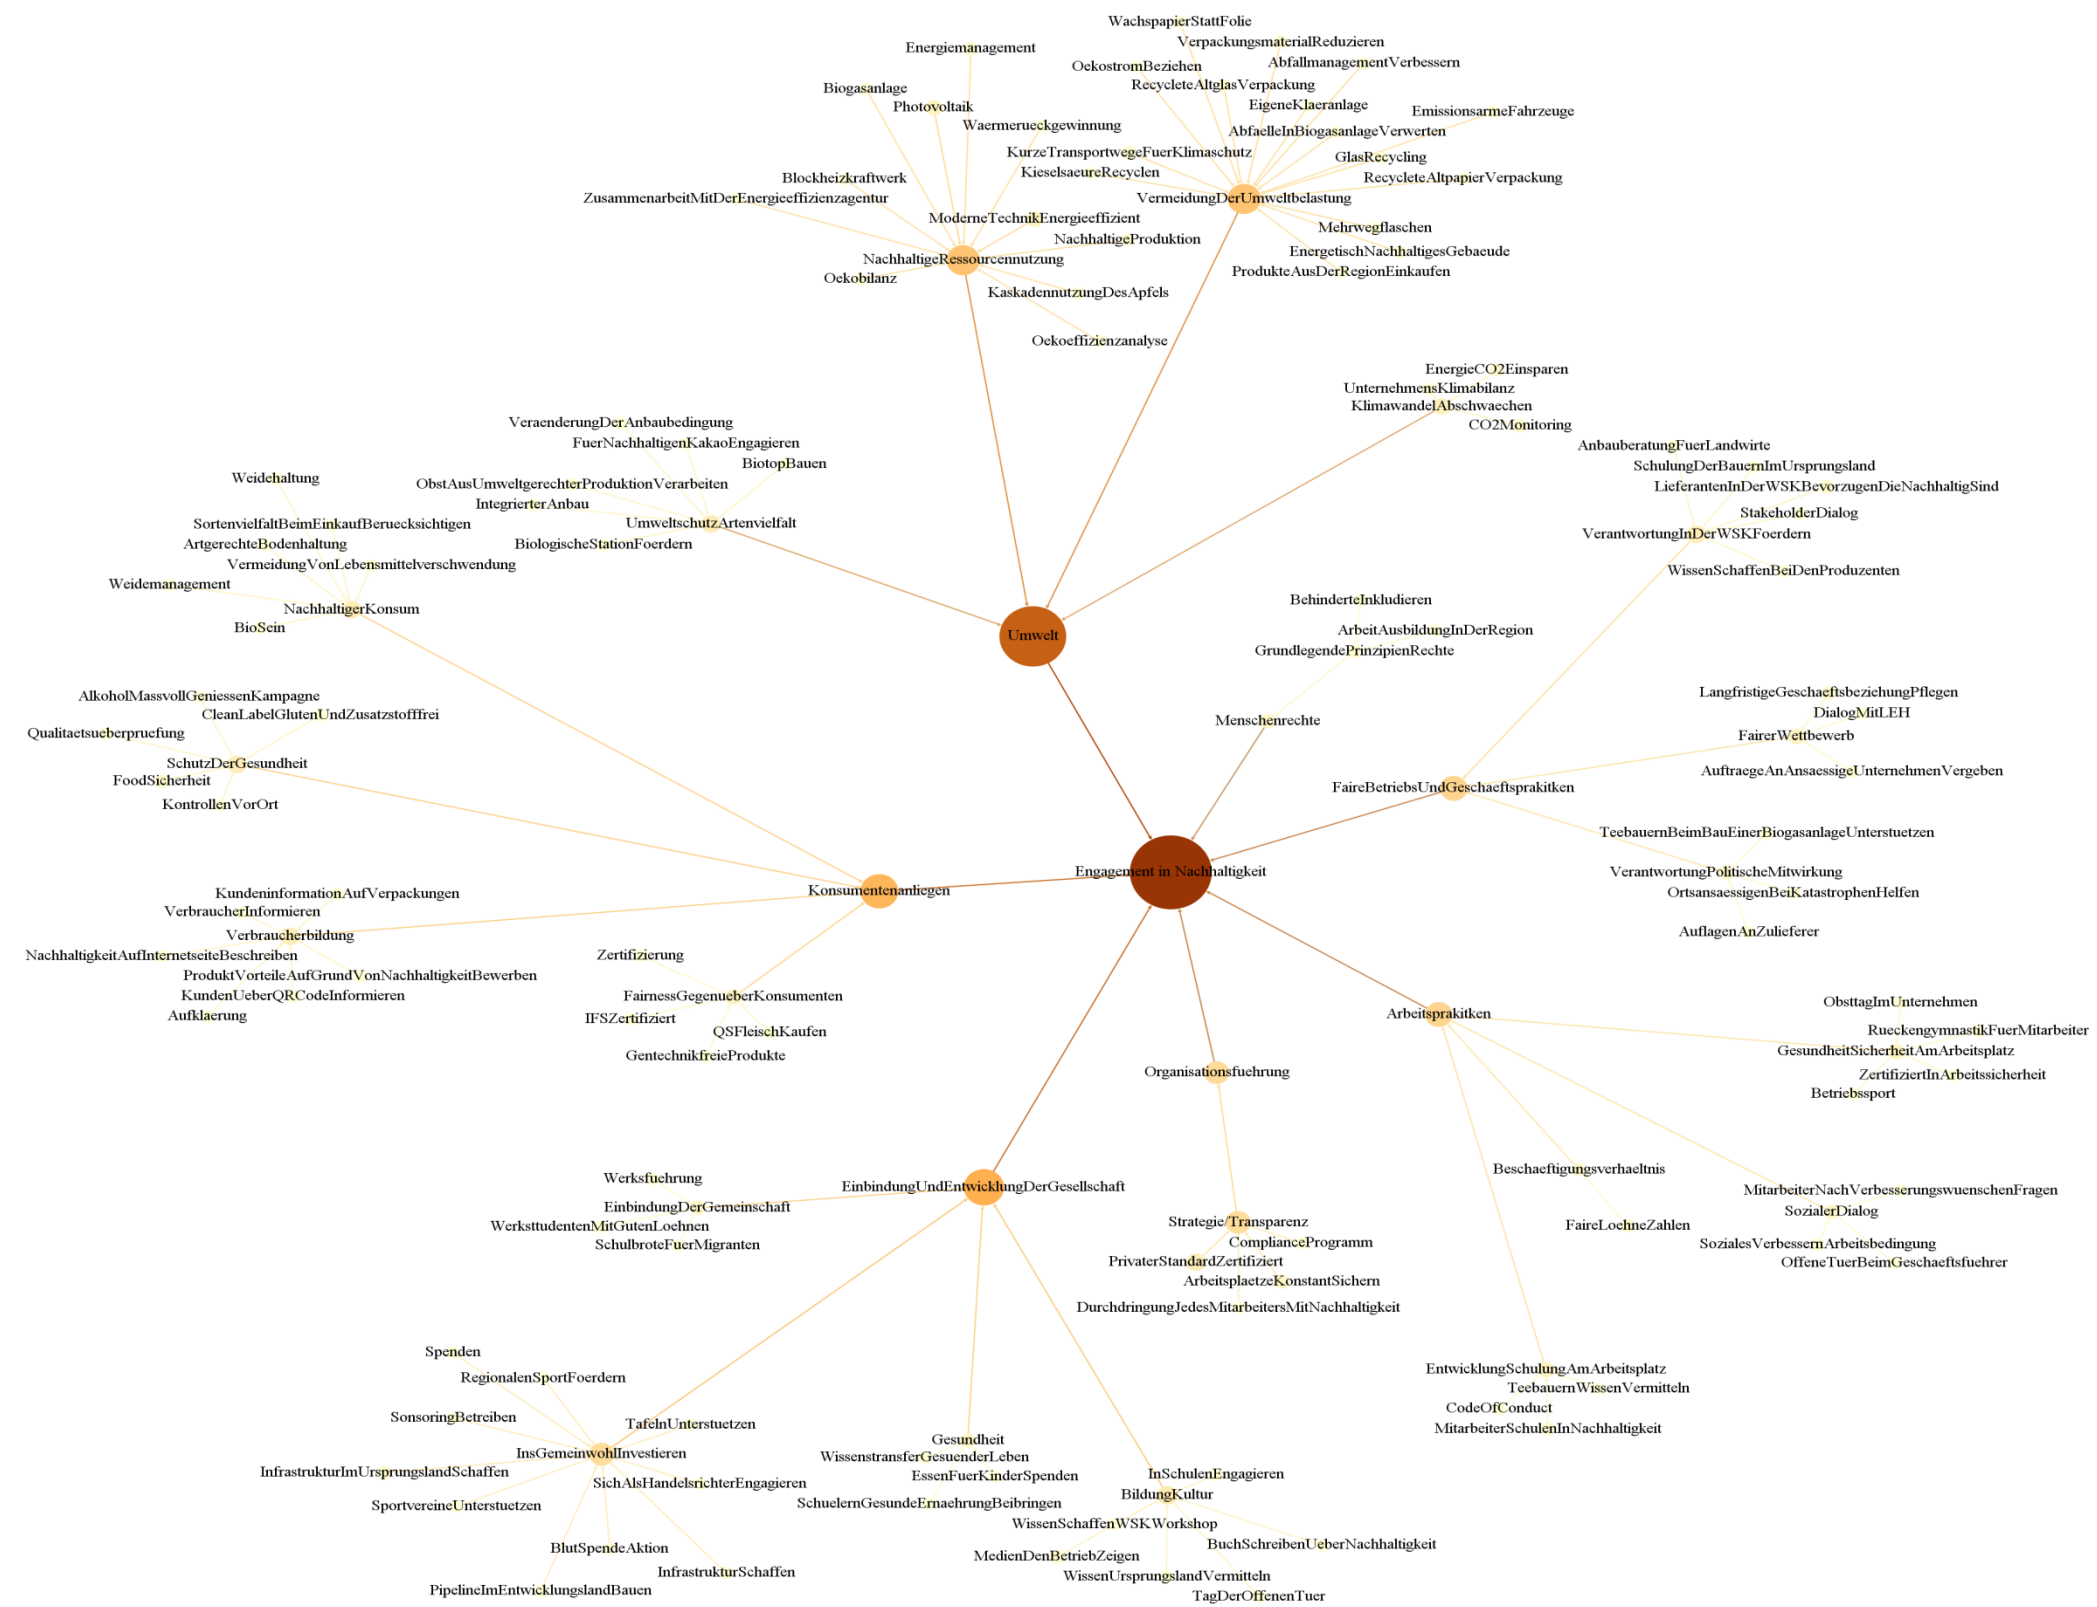 WachspapierStattFolie
VerpackungsmaterialReduzieren
Energiemanagement
AbfallmanagementVerbessern
OekostromBeziehen
RecycleteAltglasVerpackung
Biogasanlage
Photovoltaik
EigeneKlaeranlage
EmissionsarmeFahrzeuge
Waermerueckgewinnung
AbfaelleInBiogasanlageVerwerten
KurzeTransportwegeFuerKlimaschutz
GlasRecycling
KieselsaeureRecyclen
Blockheizkraftwerk
RecycleteAltpapierVerpackung
ZusammenarbeitMitDerEnergieeffizienzagentur
VermeidungDerUmweltbelastung
ModerneTechnikEnergieeffizient
Mehrwegflaschen
NachhaltigeProduktion
EnergetischNachhaltigesGebaeude
NachhaltigeRessourcennutzung
ProdukteAusDerRegionEinkaufen
Oekobilanz
KaskadennutzungDesApfels
Oekoeffizienzanalyse
EnergieCO2Einsparen
UnternehmensKlimabilanz
KlimawandelAbschwaechen
CO2Monitoring
VeraenderungDerAnbaubedingung
FuerNachhaltigenKakaoEngagieren
BiotopBauen
AnbauberatungFuerLandwirte
SchulungDerBauernImUrsprungsland
Weidehaltung
ObstAusUmweltgerechterProduktionVerarbeiten
LieferantenInDerWSKBevorzugenDieNachhaltigSind
IntegrierterAnbau
StakeholderDialog
SortenvielfaltBeimEinkaufBeruecksichtigen
UmweltschutzArtenvielfalt
VerantwortungInDerWSKFoerdern
ArtgerechteBodenhaltung
BiologischeStationFoerdern
VermeidungVonLebensmittelverschwendung
WissenSchaffenBeiDenProduzenten
Weidemanagement
NachhaltigerKonsum
BehinderteInkludieren
BioSein
Umwelt
ArbeitAusbildungInDerRegion
GrundlegendePrinzipienRechte
AlkoholMassvollGeniessenKampagne
LangfristigeGeschaeftsbeziehungPflegen
CleanLabelGlutenUndZusatzstofffrei
DialogMitLEH
Menschenrechte
Qualitaetsueberpruefung
FairerWettbewerb
SchutzDerGesundheit
AuftraegeAnAnsaessigeUnternehmenVergeben
FoodSicherheit
FaireBetriebsUndGeschaeftsprakitken
KontrollenVorOrt
TeebauernBeimBauEinerBiogasanlageUnterstuetzen
Engagement in Nachhaltigkeit
VerantwortungPolitischeMitwirkung
Konsumentenanliegen
KundeninformationAufVerpackungen
OrtsansaessigenBeiKatastrophenHelfen
VerbraucherInformieren
AuflagenAnZulieferer
Verbraucherbildung
NachhaltigkeitAufInternetseiteBeschreiben
Zertifizierung
ProduktVorteileAufGrundVonNachhaltigkeitBewerben
KundenUeberQRCodeInformieren
FairnessGegenueberKonsumenten
ObsttagImUnternehmen
Aufklaerung
IFSZertifiziert
Arbeitsprakitken
QSFleischKaufen
RueckengymnastikFuerMitarbeiter
GentechnikfreieProdukte
GesundheitSicherheitAmArbeitsplatz
Organisationsfuehrung
ZertifiziertInArbeitssicherheit
Betriebssport
Werksfuehrung
Beschaeftigungsverhaeltnis
EinbindungUndEntwicklungDerGesellschaft
MitarbeiterNachVerbesserungswuenschenFragen
EinbindungDerGemeinschaft
SozialerDialog
WerksttudentenMitGutenLoehnen
Strategie/Transparenz
FaireLoehneZahlen
SchulbroteFuerMigranten
ComplianceProgramm
SozialesVerbessernArbeitsbedingung
PrivaterStandardZertifiziert
OffeneTuerBeimGeschaeftsfuehrer
ArbeitsplaetzeKonstantSichern
DurchdringungJedesMitarbeitersMitNachhaltigkeit
Spenden
EntwicklungSchulungAmArbeitsplatz
RegionalenSportFoerdern
TeebauernWissenVermitteln
CodeOfConduct
SonsoringBetreiben
TafelnUnterstuetzen
MitarbeiterSchulenInNachhaltigkeit
Gesundheit
InsGemeinwohlInvestieren
WissenstransferGesuenderLeben
InfrastrukturImUrsprungslandSchaffen
EssenFuerKinderSpenden
InSchulenEngagieren
SichAlsHandelsrichterEngagieren
BildungKultur
SportvereineUnterstuetzen
SchuelernGesundeErnaehrungBeibringen
WissenSchaffenWSKWorkshop
BlutSpendeAktion
BuchSchreibenUeberNachhaltigkeit
MedienDenBetriebZeigen
InfrastrukturSchaffen
WissenUrsprungslandVermitteln
PipelineImEntwicklungslandBauen
TagDerOffenenTuer